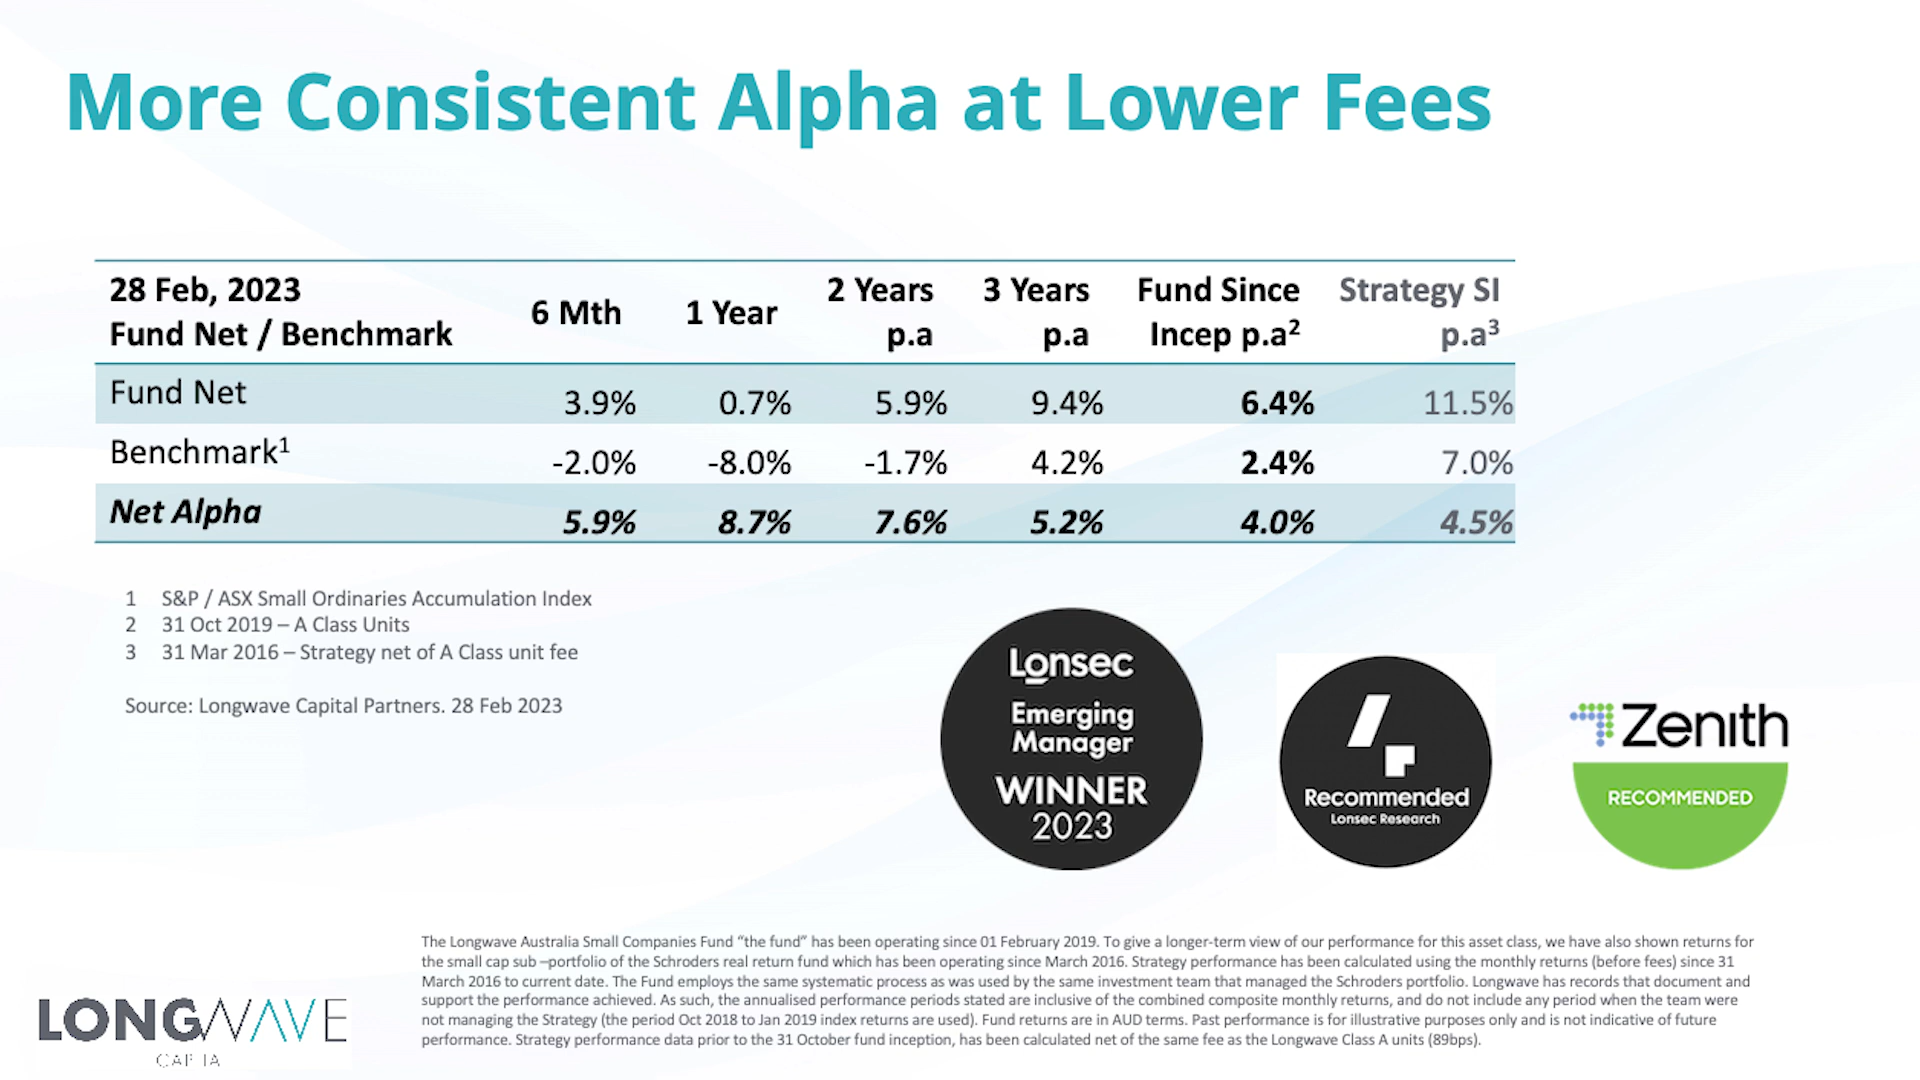 More Consistent Alpha at Lower Fees
28 Feb, 2023
Fund Net / Benchmark
6 Mth
1 Year
2 Years
p.a
3 Years
p.a
Fund Since
Incep p.a²
Strategy SI
p.a³
Fund Net 3.9% 0.7% 5.9% 9.4% 6.4% 11.5%
Benchmark¹ -2.0% -8.0% -1.7% 4.2% 2.4% 7.0%
Net Alpha 5.9% 8.7% 7.6% 5.2% 4.0% 4.5%
1 S&P / ASX Small Ordinaries Accumulation Index
2 31 Oct 2019 – A Class Units
3 31 Mar 2016 – Strategy net of A Class unit fee
Source: Longwave Capital Partners. 28 Feb 2023
Lonsec
Emerging
Manager
WINNER
2023
Recommended
Lonsec Research
Zenith
RECOMMENDED
The Longwave Australia Small Companies Fund “the fund” has been operating since 01 February 2019. To give a longer-term view of our performance for this asset class, we have also shown returns for
the small cap sub –portfolio of the Schroders real return fund which has been operating since March 2016. Strategy performance has been calculated using the monthly returns (before fees) since 31
March 2016 to current date. The Fund employs the same systematic process as was used by the same investment team that managed the Schroders portfolio. Longwave has records that document and
support the performance achieved. As such, the annualised performance periods stated are inclusive of the combined composite monthly returns, and do not include any period when the team were
not managing the Strategy (the period Oct 2018 to Jan 2019 index returns are used). Fund returns are in AUD terms. Past performance is for illustrative purposes only and is not indicative of future
performance. Strategy performance data prior to the 31 October fund inception, has been calculated net of the same fee as the Longwave Class A units (89bps).
LONGWAVE